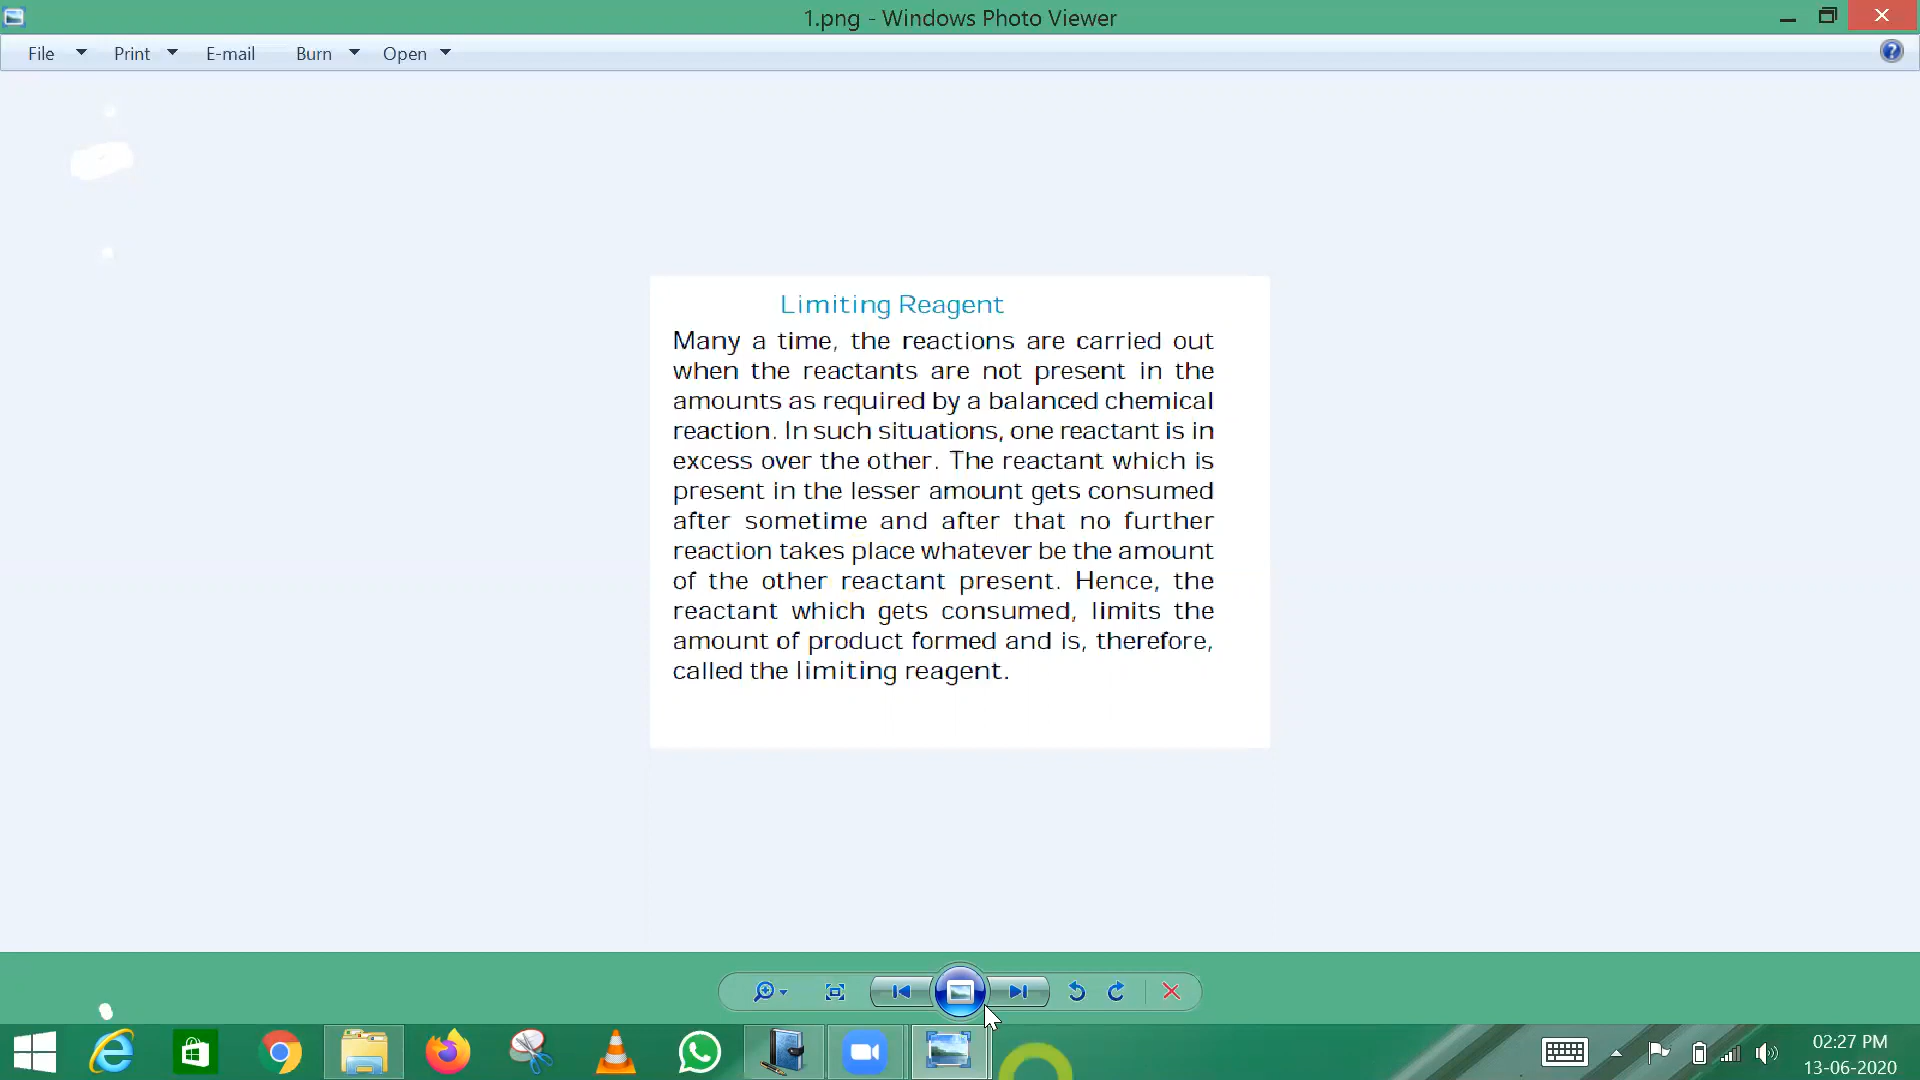 1.png - Windows Photo Viewer
File Print E-mail Burn Open
Limiting Reagent
Many a time, the reactions are carried out
when the reactants are not present in the
amounts as required by a balanced chemical
reaction. In such situations, one reactant is in
excess over the other. The reactant which is
present in the lesser amount gets consumed
after sometime and after that no further
reaction takes place whatever be the amount
of the other reactant present. Hence, the
reactant which gets consumed, limits the
amount of product formed and is, therefore,
called the limiting reagent.
02:27 PM
13-06-2020